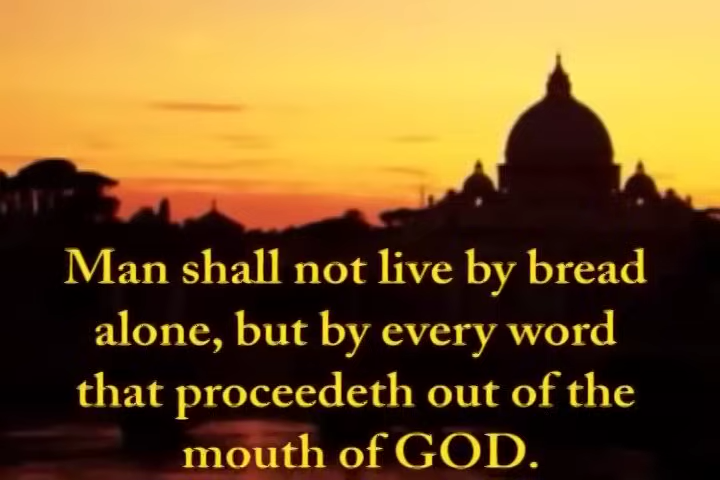 Man shall not live by bread
alone, but by every word
that proceedeth out of the
mouth of GOD.